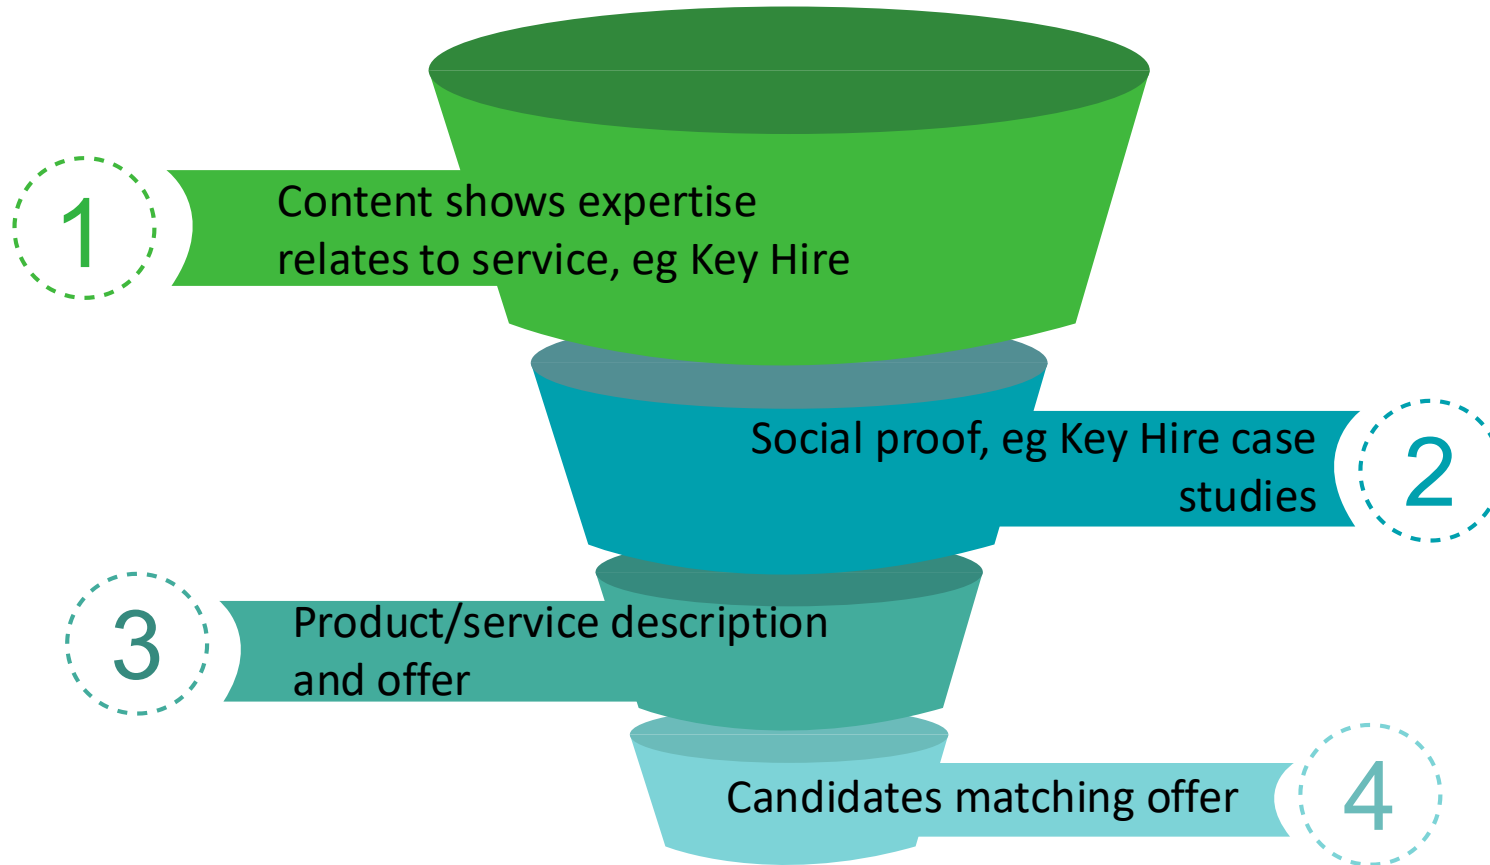 1
Content shows expertise
relates to service, eg Key Hire
Social proof, eg Key Hire case
studies
2
3
Product/service description
and offer
Candidates matching offer
4